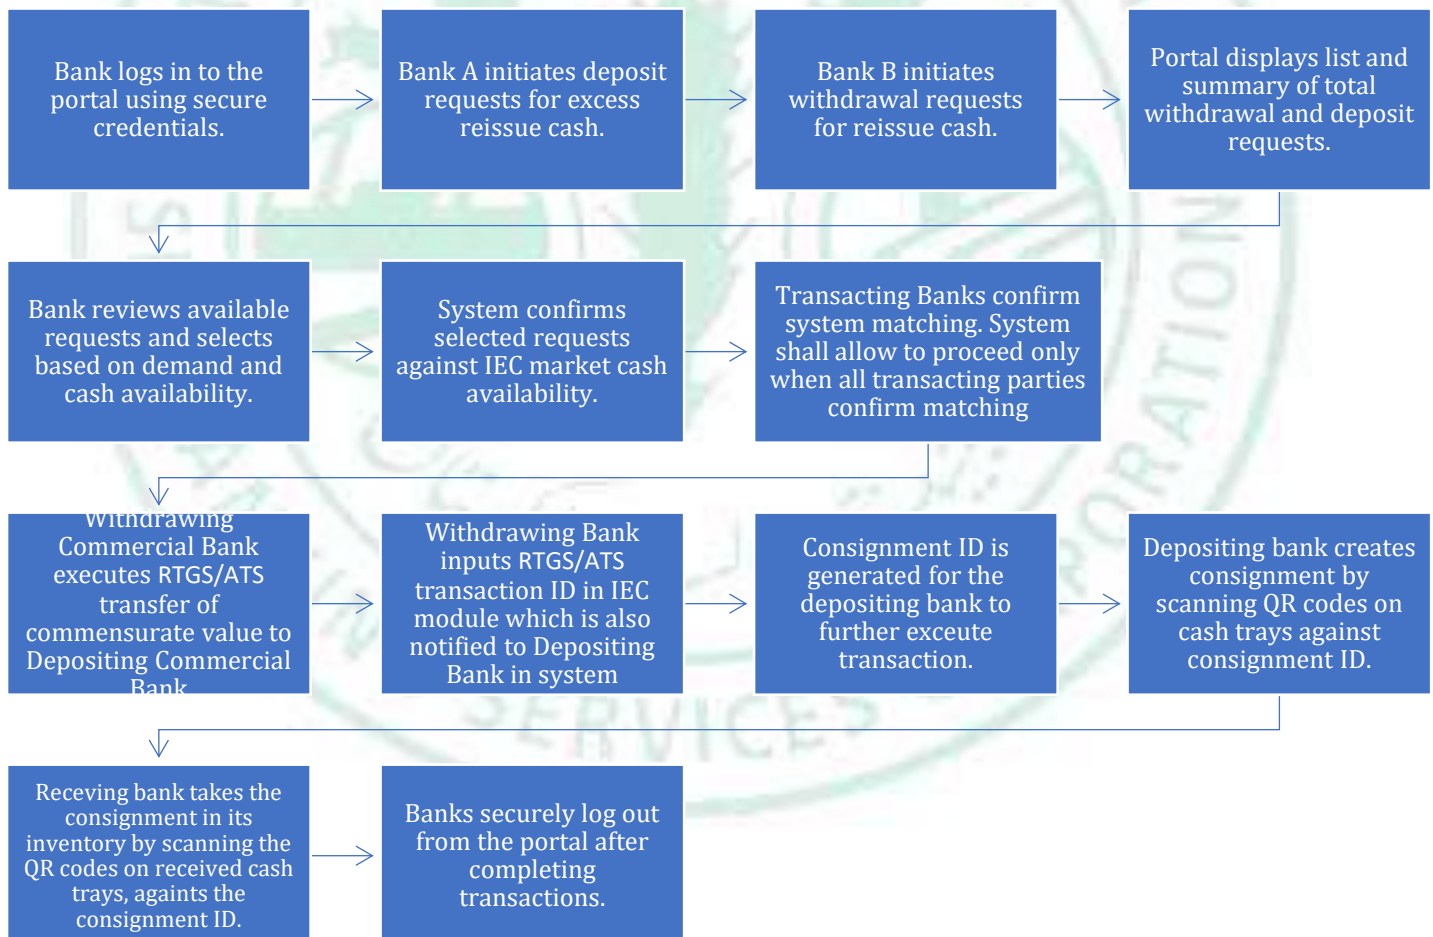 Bank logs in to the
portal using secure
credentials.
Bank A initiates deposit
requests for excess
reissue cash.
Bank B initiates
withdrawal requests
for reissue cash.
Portal displays list and
summary of total
withdrawal and deposit
requests.
Bank reviews available
requests and selects
based on demand and
cash availability.
System confirms
selected requests
against IEC market cash
availability.
Transacting Banks confirm
system matching. System
shall allow to proceed only
when all transacting parties
confirm matching
Withdrawing
Commercial Bank
executes RTGS/ATS
transfer of
commensurate value to
Depositing Commercial
Bank
Withdrawing Bank
inputs RTGS/ATS
transaction ID in IEC
module which is also
notified to Depositing
Bank in system
Consignment ID is
generated for the
depositing bank to
further exceute
transaction.
Depositing bank creates
consignment by
scanning QR codes on
cash trays against
consignment ID.
Receving bank takes the
consignment in its
inventory by scanning the
QR codes on received cash
trays, againts the
consignment ID.
Banks securely log out
from the portal after
completing
transactions.
SERVICES